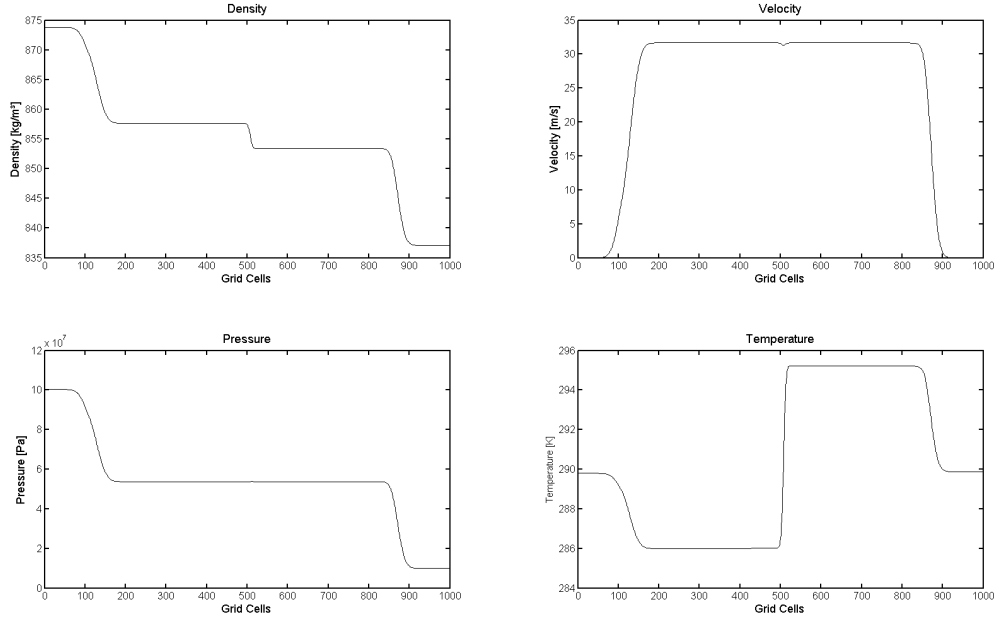 Density
875
870
865
860
855
850
845
840
835
Density [kg/m³]
0 100 200 300 400 500 600 700 800 900 1000
Grid Cells
Velocity
35
30
25
20
15
10
5
0
Velocity [m/s]
0 100 200 300 400 500 600 700 800 900 1000
Grid Cells
Pressure
x 10⁷
12
10
8
6
4
2
0
Pressure [Pa]
0 100 200 300 400 500 600 700 800 900 1000
Grid Cells
Temperature
296
294
292
290
288
286
284
Temperature [K]
0 100 200 300 400 500 600 700 800 900 1000
Grid Cells